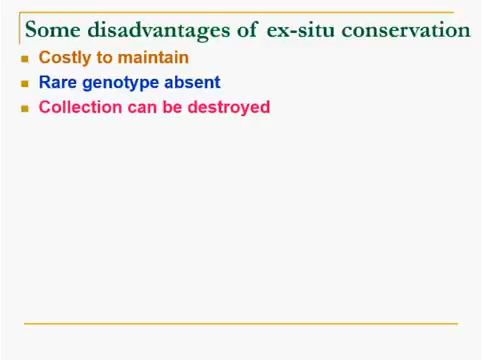 Some disadvantages of ex-situ conservation
Costly to maintain
Rare genotype absent
Collection can be destroyed